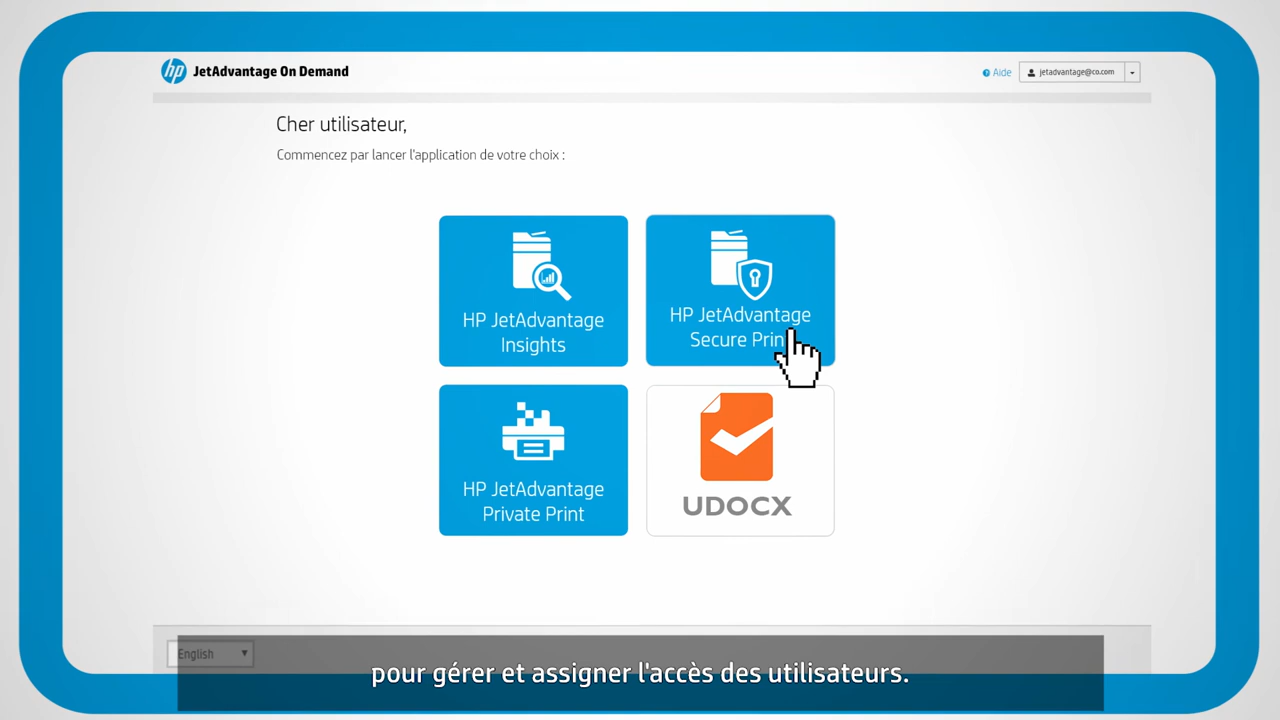 hp JetAdvantage On Demand
Aide
jetadvantage@co.com
Cher utilisateur,
Commencez par lancer l'application de votre choix :
HP JetAdvantage
Insights
HP JetAdvantage
Secure Print
HP JetAdvantage
Private Print
UDOCX
English
pour gérer et assigner l'accès des utilisateurs.